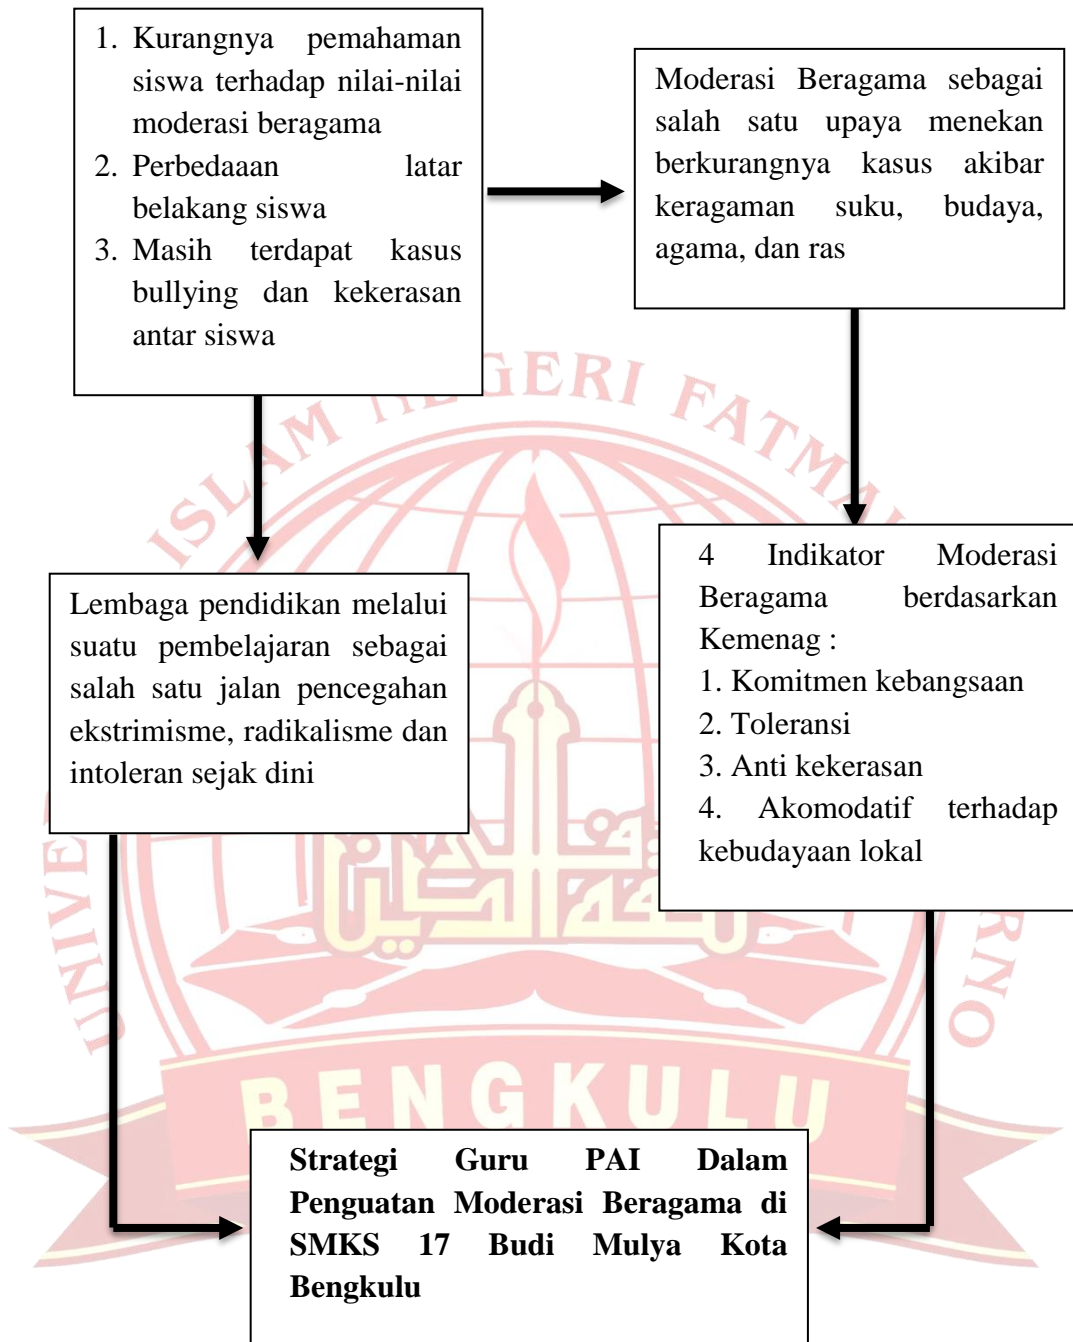 1. Kurangnya pemahaman
siswa terhadap nilai-nilai
moderasi beragama
2. Perbedaaan latar
belakang siswa
3. Masih terdapat kasus
bullying dan kekerasan
antar siswa
Moderasi Beragama sebagai
salah satu upaya menekan
berkurangnya kasus akibar
keragaman suku, budaya,
agama, dan ras
Lembaga pendidikan melalui
suatu pembelajaran sebagai
salah satu jalan pencegahan
ekstrimisme, radikalisme dan
intoleran sejak dini
4 Indikator Moderasi
Beragama berdasarkan
Kemenag :
1. Komitmen kebangsaan
2. Toleransi
3. Anti kekerasan
4. Akomodatif terhadap
kebudayaan lokal
Strategi Guru PAI Dalam
Penguatan Moderasi Beragama di
SMKS 17 Budi Mulya Kota
Bengkulu
ISLAM
BENGKULU